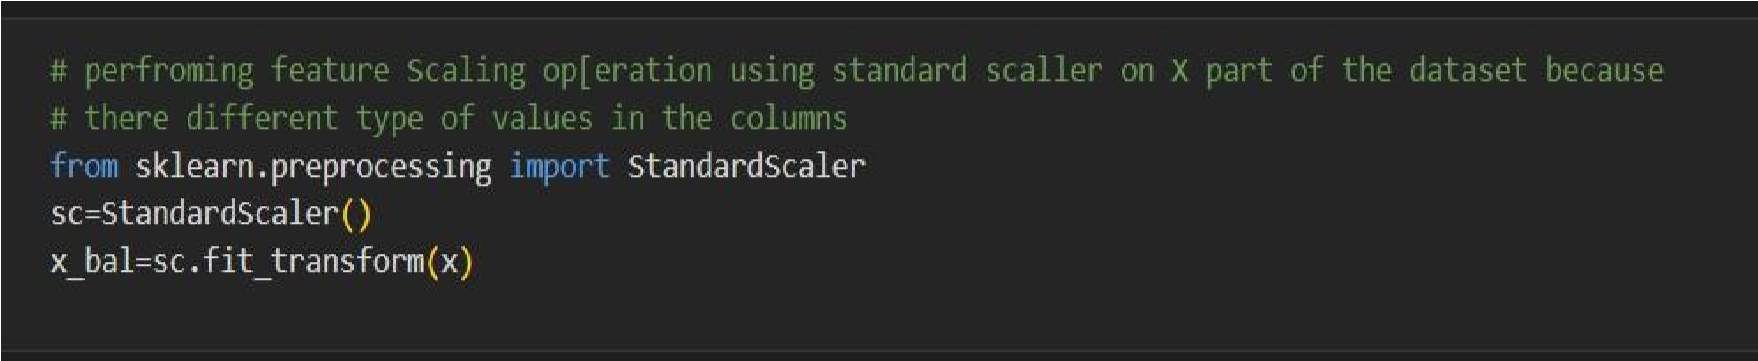 # perfroming feature Scaling op[eration using standard scaller on X part of the dataset because
# there different type of values in the columns
from sklearn.preprocessing import StandardScaler
sc=StandardScaler()
x_bal=sc.fit_transform(x)